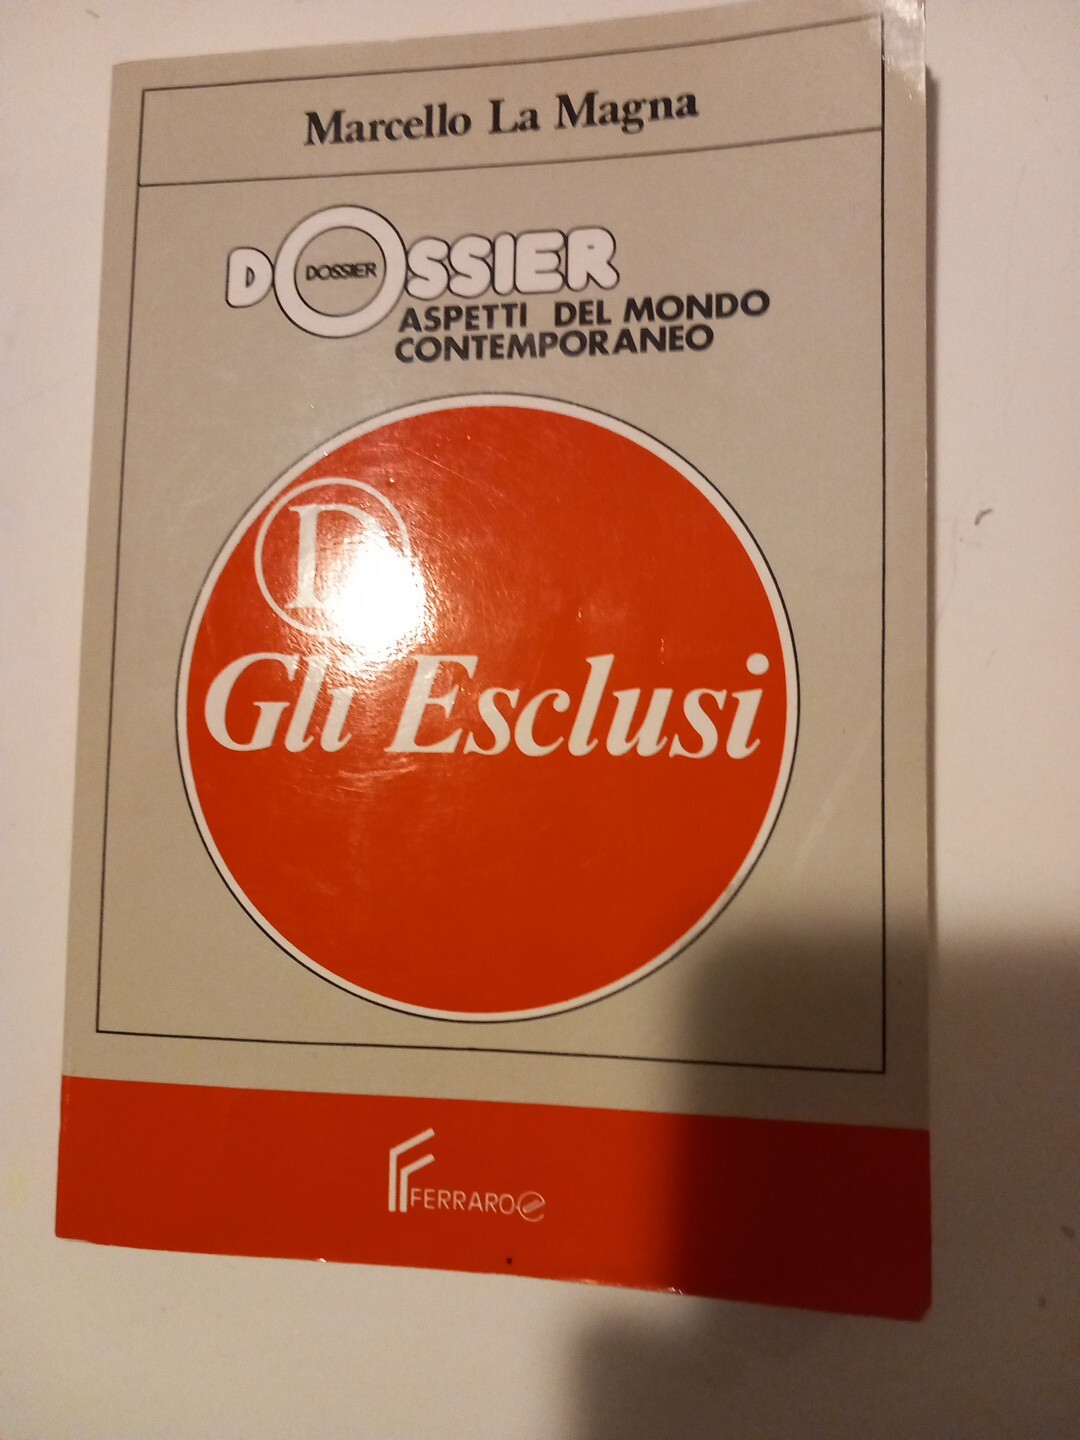 Marcello La Magna
DOSSIER
DOSSIER
ASPETTI DEL MONDO
CONTEMPORANEO
D
Gli Esclusi
FERRARO e